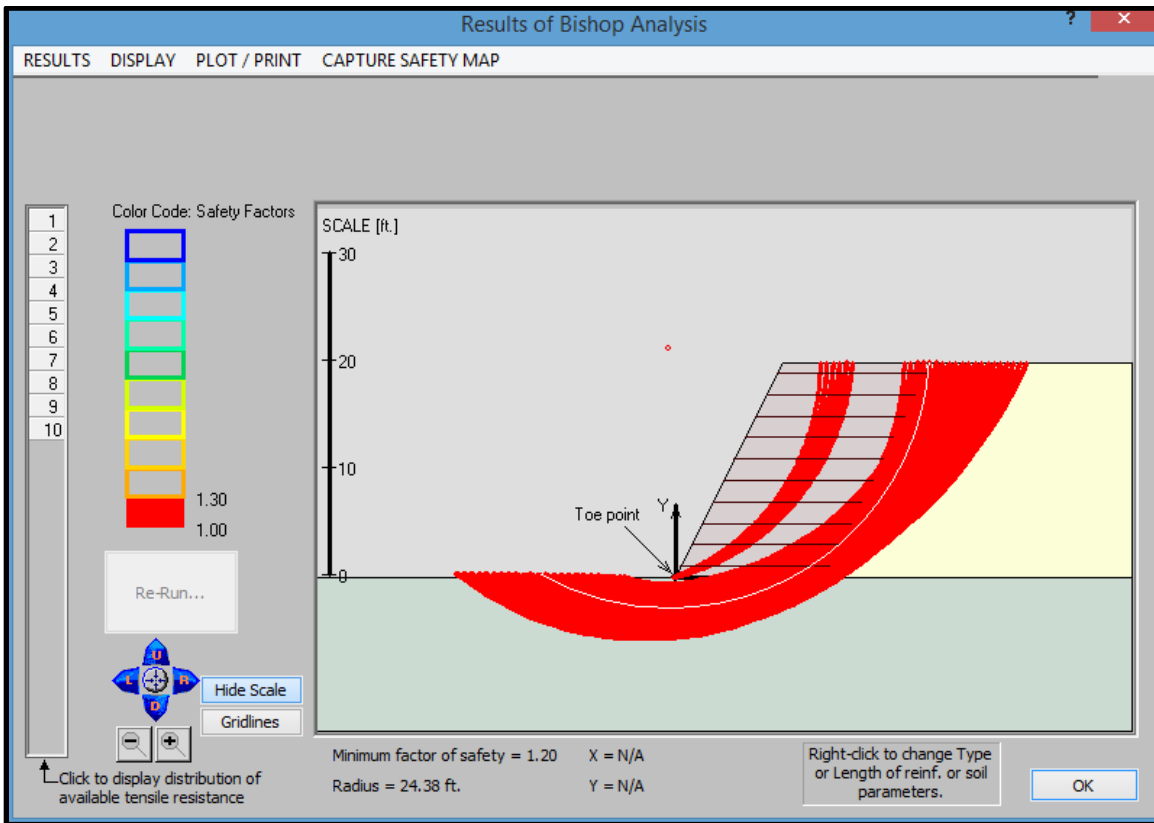 Results of Bishop Analysis
?
RESULTS DISPLAY PLOT / PRINT CAPTURE SAFETY MAP
1
2
3
4
5
6
7
8
9
10
Color Code: Safety Factors
1.30
1.00
Re-Run...
U
L
R
D
Hide Scale
Gridlines
Click to display distribution of
available tensile resistance
SCALE [ft.]
30
20
10
0
Toe point
Y
Minimum factor of safety = 1.20 X = N/A
Radius = 24.38 ft. Y = N/A
Right-click to change Type
or Length of reinf. or soil
parameters.
OK